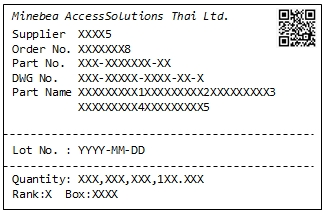 Minebea AccessSolutions Thai Ltd.
Supplier XXXX5
Order No. XXXXXXX8
Part No. XXX-XXXXXXX-XX
DWG No. XXX-XXXXX-XXXX-XX-X
Part Name XXXXXXXXX1XXXXXXXXX2XXXXXXXXX3
XXXXXXXXX4XXXXXXXXX5
Lot No. : YYYY-MM-DD
Quantity: XXX,XXX,XXX,1XX.XXX
Rank:X Box:XXXX